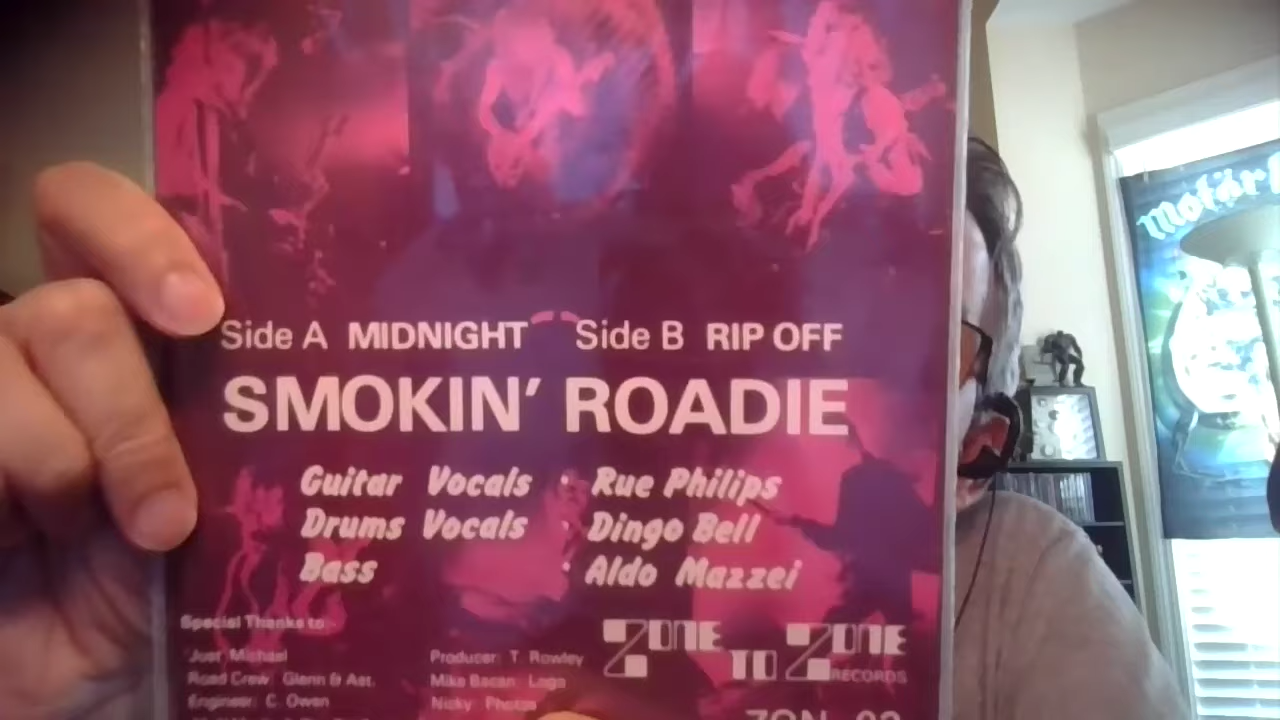 Side A MIDNIGHT Side B RIP OFF
SMOKIN' ROADIE
Guitar Vocals : Rue Philips
Drums Vocals : Dingo Bell
Bass : Aldo Mazzei
Special Thanks to :-
Producer: T. Rowley
Road Crew: Glenn & Ast.
Mike Bacan: Logo
Engineer: C. Owen
Nicky: Photos
ZONE TO ZONE
RECORDS
Motör